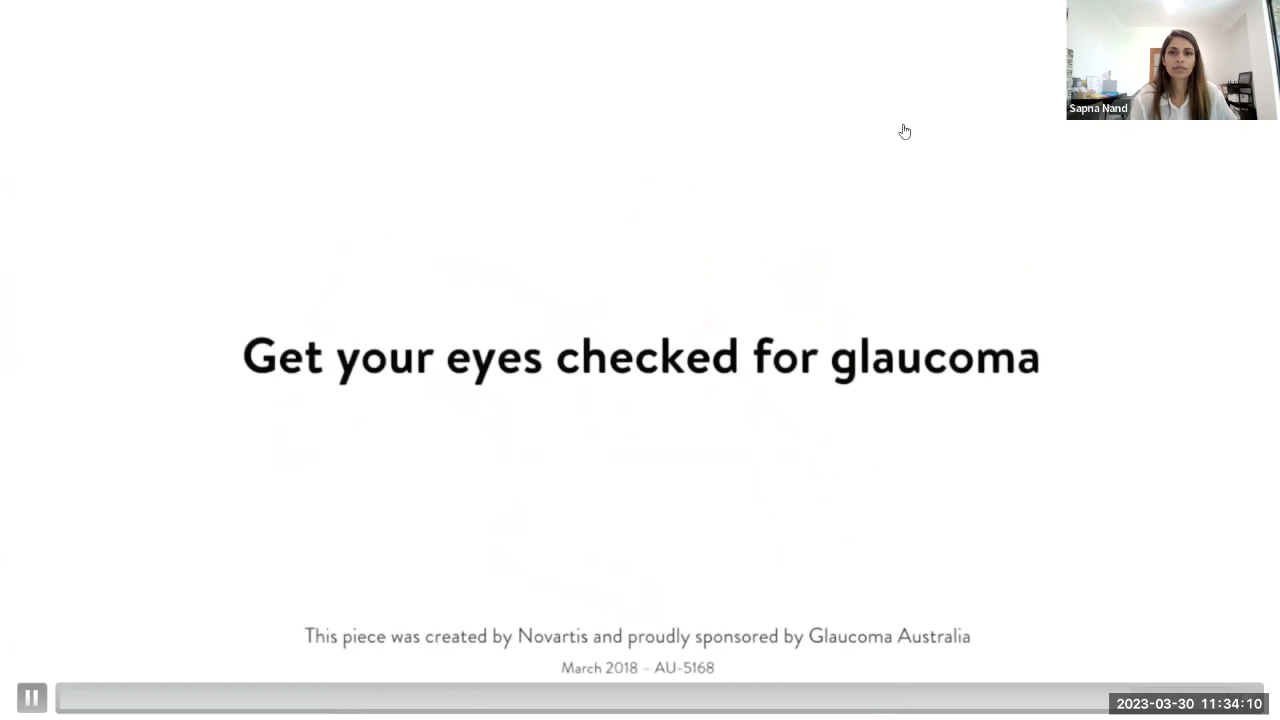 Sapna Nand
Get your eyes checked for glaucoma
This piece was created by Novartis and proudly sponsored by Glaucoma Australia
March 2018 – AU-5168
2023-03-30 11:34:10